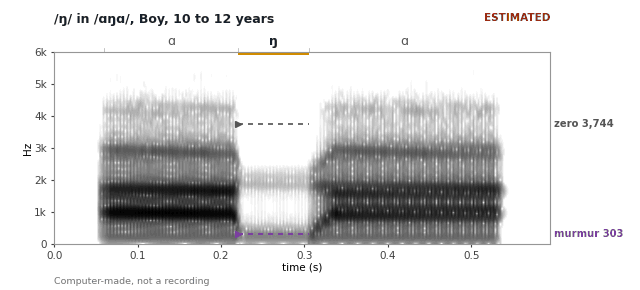 /ŋ/ in /ɑŋɑ/, Boy, 10 to 12 years
ESTIMATED
ɑ ŋ ɑ
6k
5k
4k
3k
2k
1k
0
Hz
zero 3,744
murmur 303
0.0 0.1 0.2 0.3 0.4 0.5
time (s)
Computer-made, not a recording